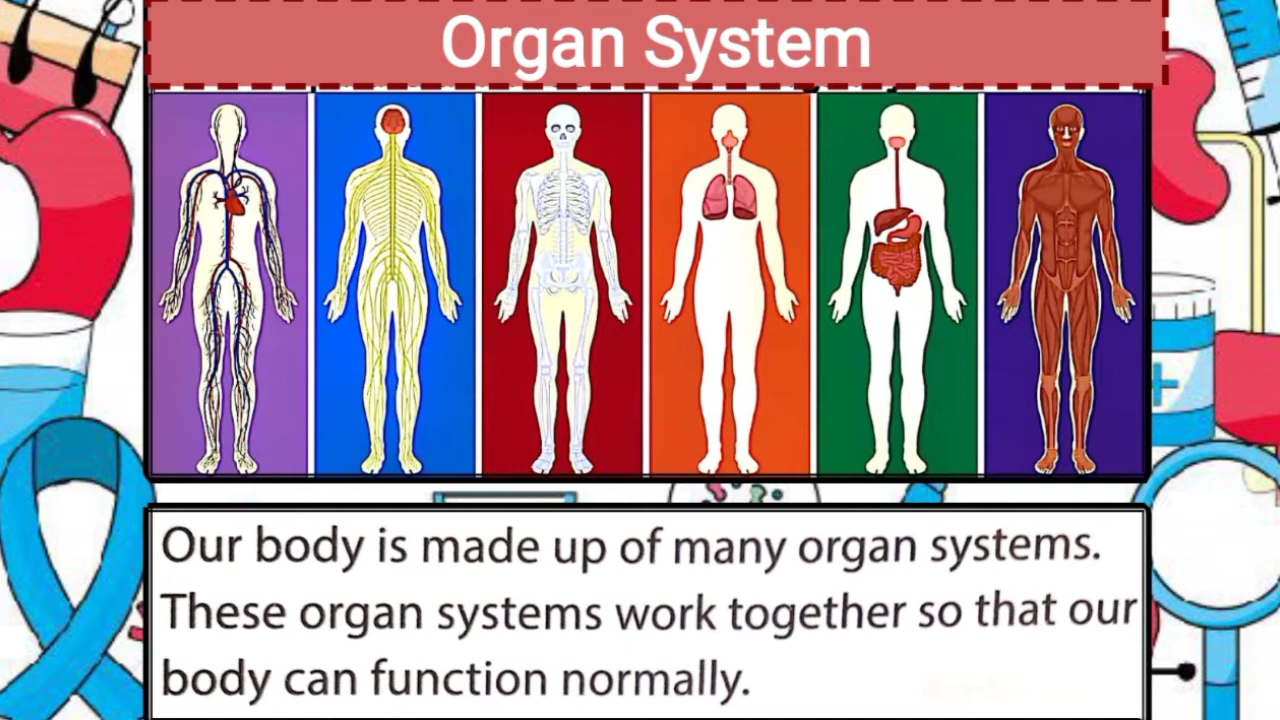 Organ System
Our body is made up of many organ systems.
These organ systems work together so that our
body can function normally.